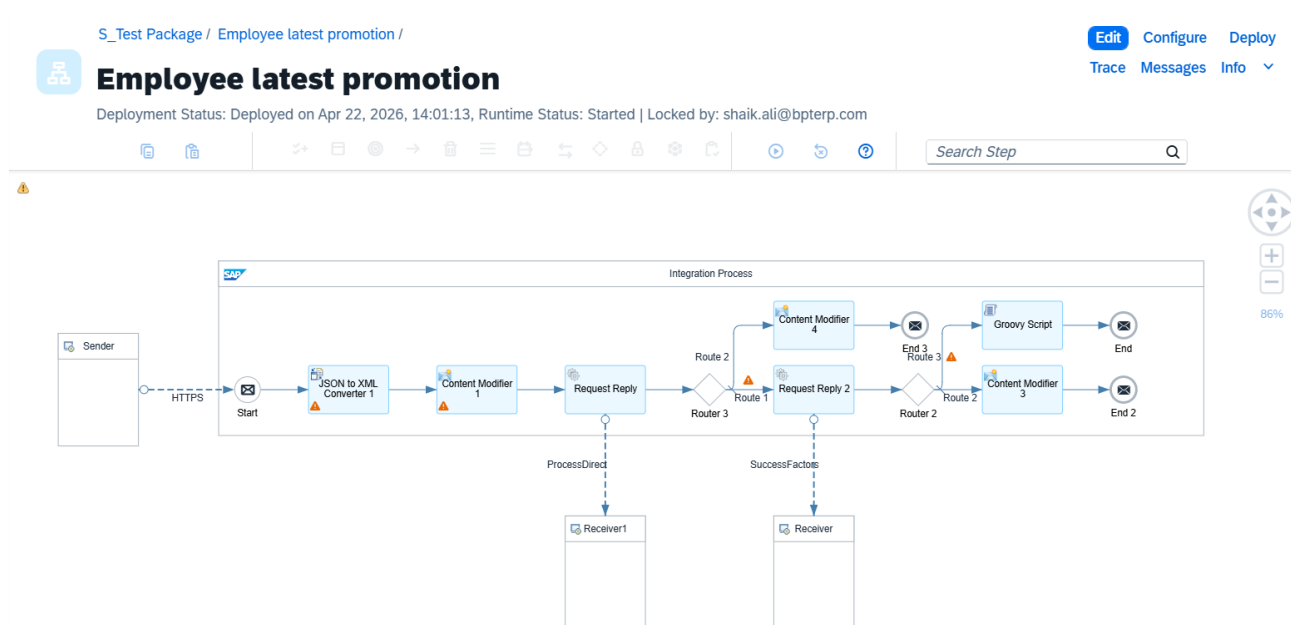 S_Test Package / Employee latest promotion /
Edit Configure Deploy
Employee latest promotion
Trace Messages Info
Deployment Status: Deployed on Apr 22, 2026, 14:01:13, Runtime Status: Started | Locked by: shaik.ali@bpterp.com
Search Step
86%
SAP
Integration Process
Sender
HTTPS
Start
JSON to XML
Converter 1
Content Modifier
1
Request Reply
Router 3
Route 2
Route 1
Content Modifier
4
End 3
Request Reply 2
Router 2
Route 3
Route 2
Groovy Script
End
Content Modifier
3
End 2
ProcessDirect
SuccessFactors
Receiver1
Receiver